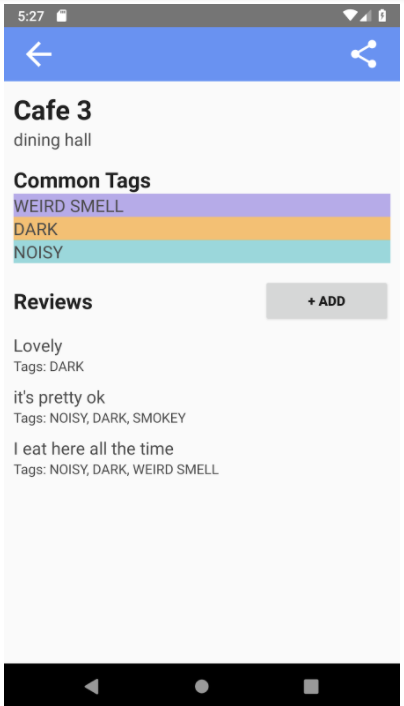 5:27
Cafe 3
dining hall
Common Tags
WEIRD SMELL
DARK
NOISY
Reviews
+ ADD
Lovely
Tags: DARK
it's pretty ok
Tags: NOISY, DARK, SMOKEY
I eat here all the time
Tags: NOISY, DARK, WEIRD SMELL